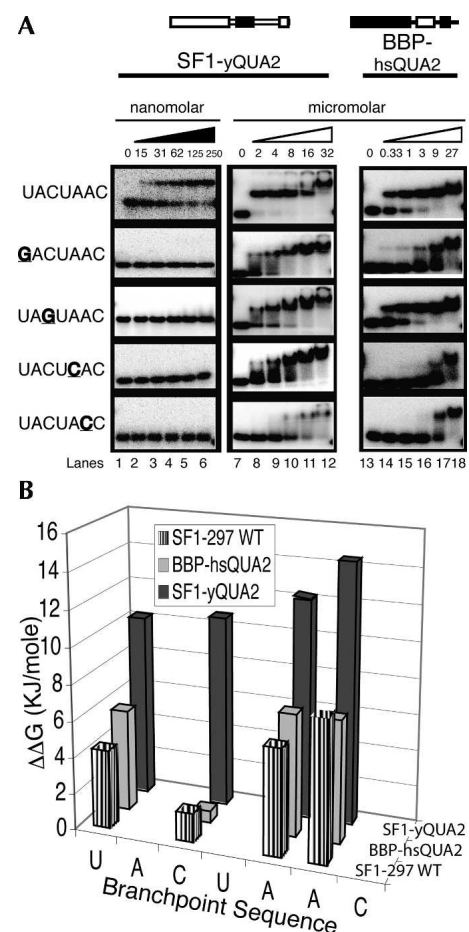 A
SF1-yQUA2
BBP-
hsQUA2
nanomolar
micromolar
0 15 31 62 125 250
0 2 4 8 16 32
0 0.33 1 3 9 27
UACUAAC
GACUAAC
UAGUAAC
UACUCAC
UACUACC
Lanes 1 2 3 4 5 6 7 8 9 10 11 12 13 14 15 16 17 18
B
16
14
12
10
8
6
4
2
0
ΔΔG (KJ/mole)
SF1-297 WT
BBP-hsQUA2
SF1-yQUA2
SF1-yQUA2
BBP-hsQUA2
SF1-297 WT
U A C U A A C
Branchpoint Sequence